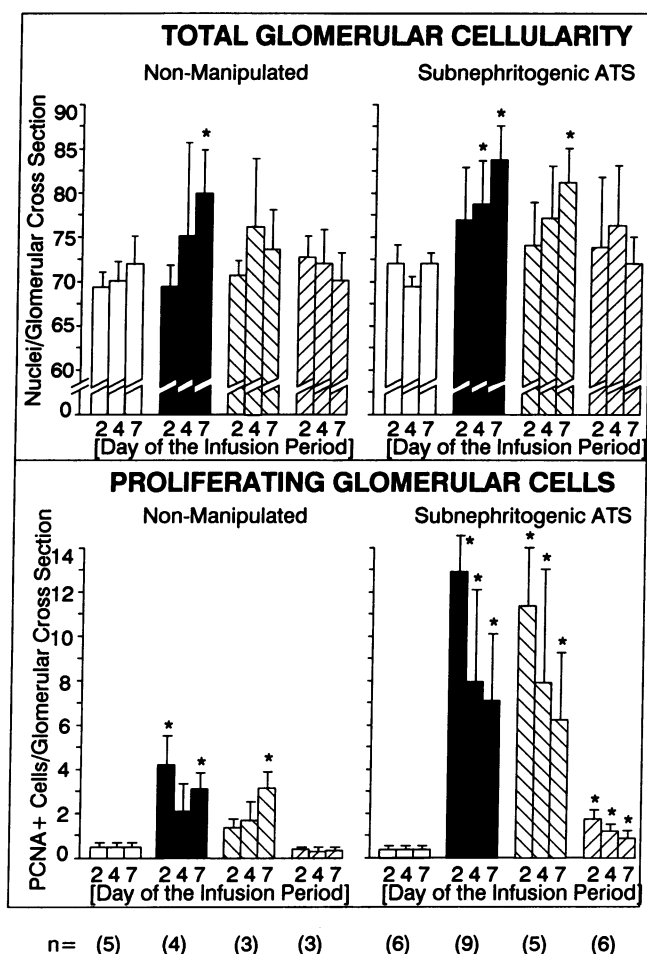 TOTAL GLOMERULAR CELLULARITY
Non-Manipulated Subnephritogenic ATS
Nuclei/Glomerular Cross Section
90
85
80
75
70
65
60
0
* * * *
2 4 7 2 4 7 2 4 7 2 4 7 2 4 7 2 4 7 2 4 7 2 4 7
[Day of the Infusion Period] [Day of the Infusion Period]
PROLIFERATING GLOMERULAR CELLS
Non-Manipulated Subnephritogenic ATS
PCNA+ Cells/Glomerular Cross Section
14
12
10
8
6
4
2
0
* * * * * * * * * * * *
2 4 7 2 4 7 2 4 7 2 4 7 2 4 7 2 4 7 2 4 7 2 4 7
[Day of the Infusion Period] [Day of the Infusion Period]
n= (5) (4) (3) (3) (6) (9) (5) (6)